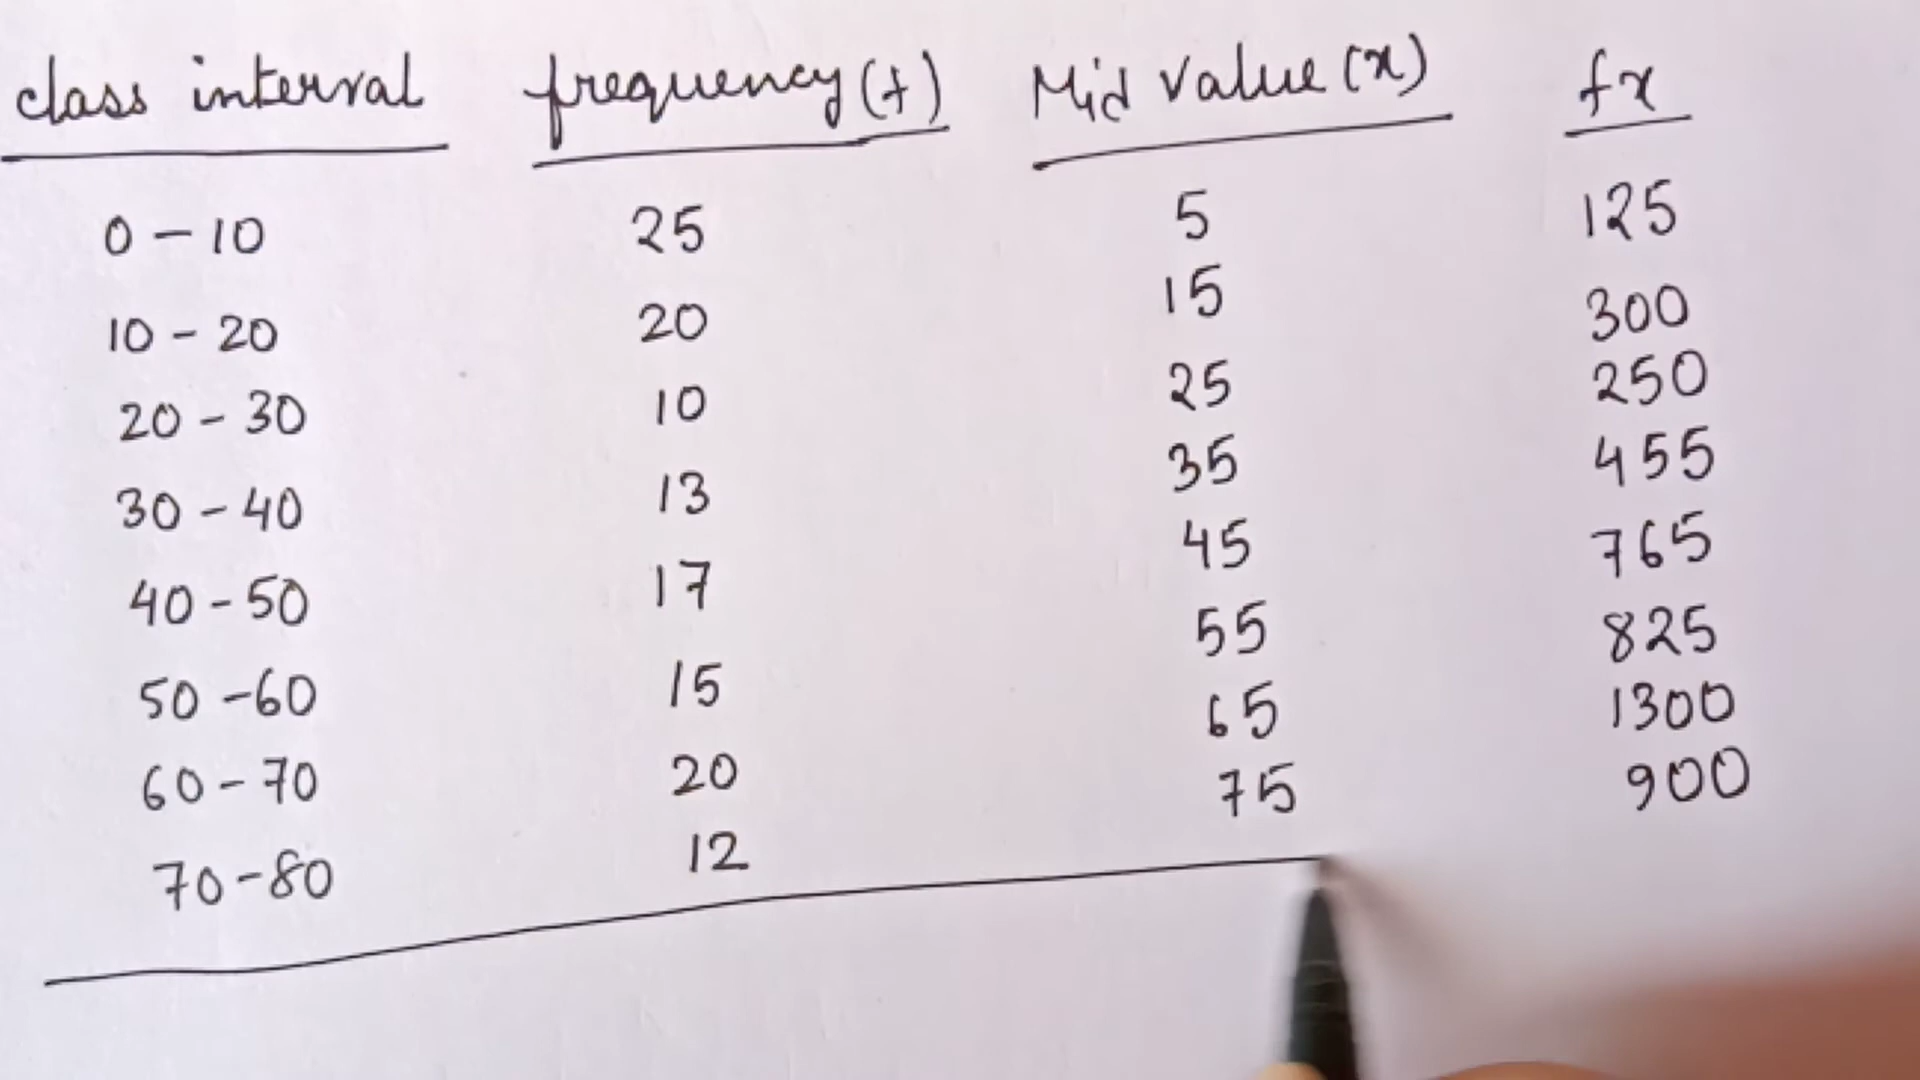 class interval frequency (f) Mid value (x) fx
0 - 10 25 5 125
10 - 20 20 15 300
20 - 30 10 25 250
30 - 40 13 35 455
40 - 50 17 45 765
50 - 60 15 55 825
60 - 70 20 65 1300
70 - 80 12 75 900